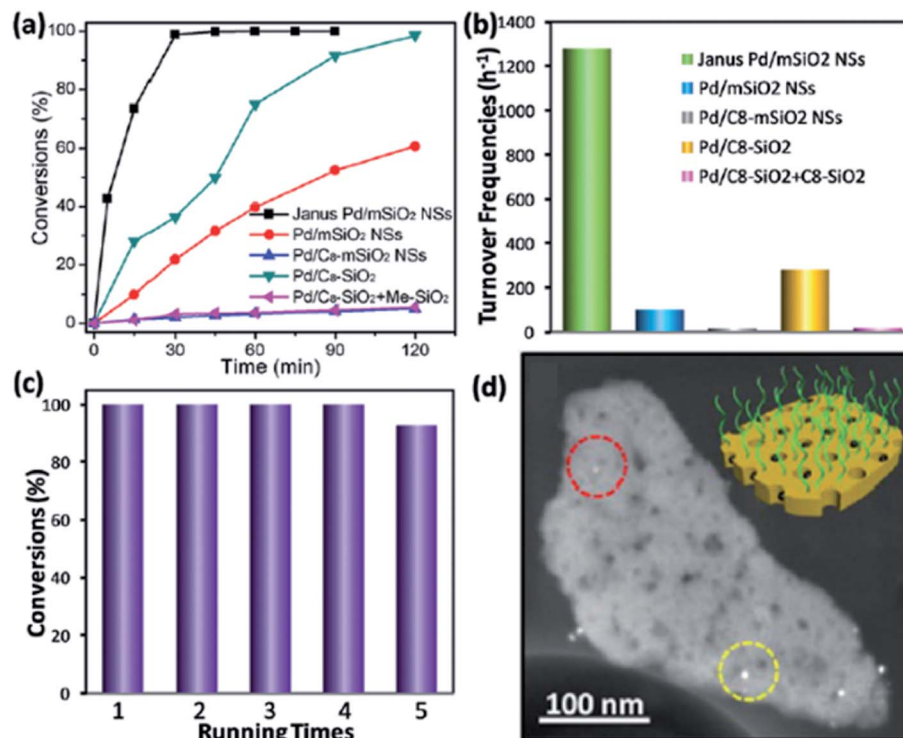 (a)
100
80
60
40
20
0
Conversions (%)
Janus Pd/mSiO₂ NSs
Pd/mSiO₂ NSs
Pd/C₈-mSiO₂ NSs
Pd/C₈-SiO₂
Pd/C₈-SiO₂+Me-SiO₂
0 30 60 90 120
Time (min)
(b)
1400
1200
1000
800
600
400
200
0
Turnover Frequencies (h⁻¹)
Janus Pd/mSiO2 NSs
Pd/mSiO2 NSs
Pd/C8-mSiO2 NSs
Pd/C8-SiO2
Pd/C8-SiO2+C8-SiO2
(c)
100
80
60
40
20
0
Conversions (%)
1 2 3 4 5
Running Times
(d)
100 nm